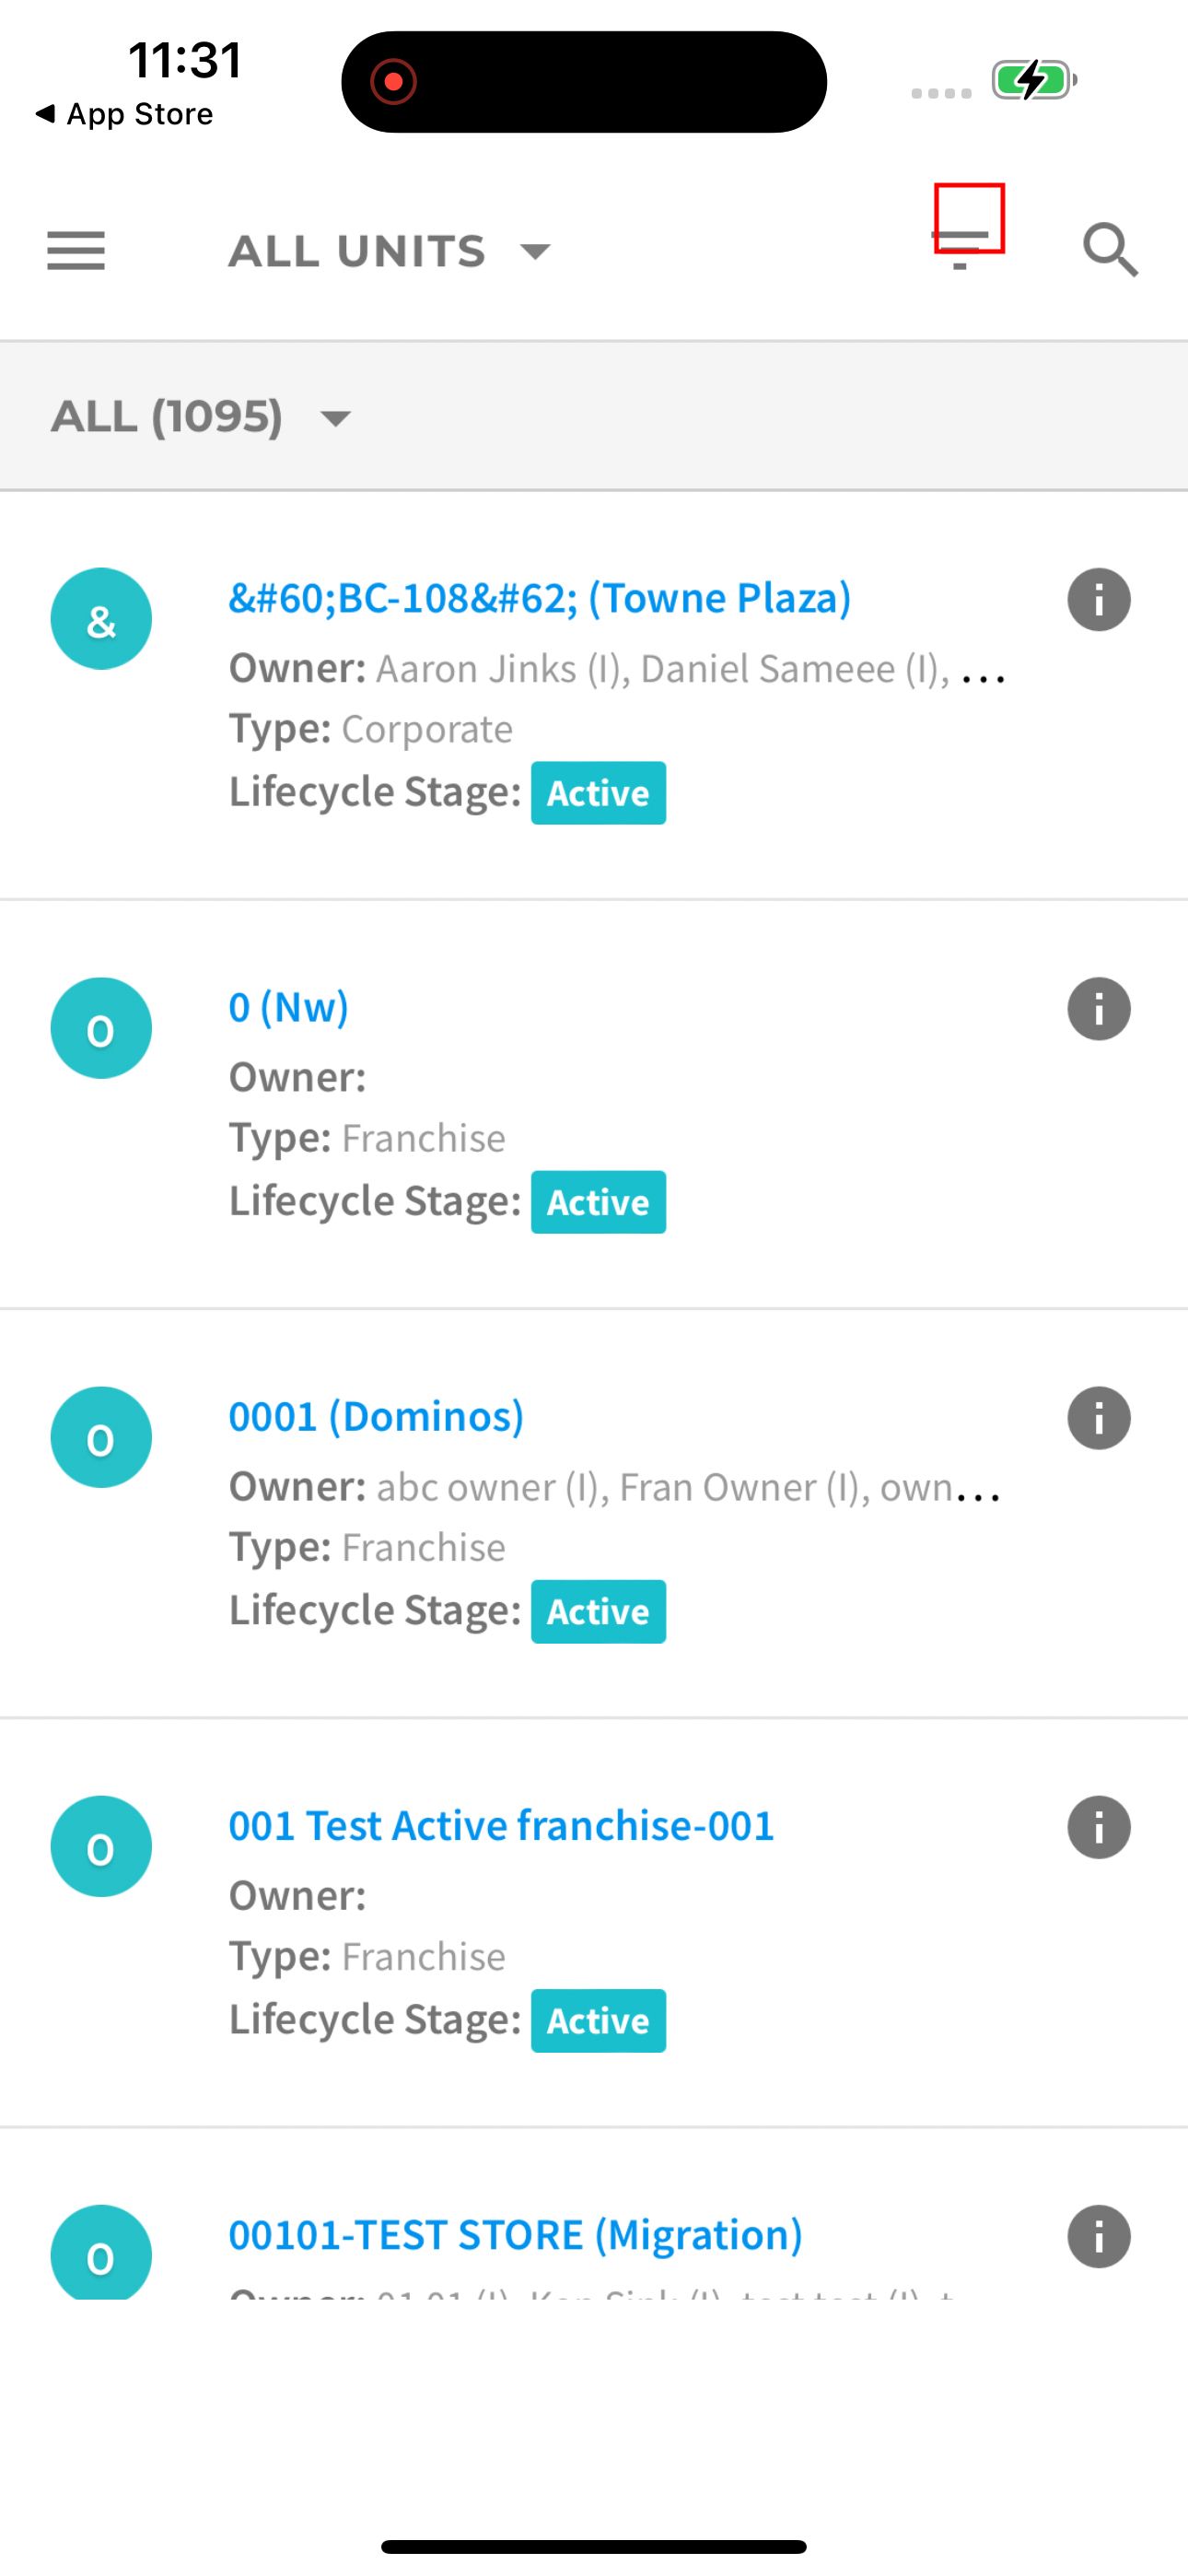 11:31
App Store
ALL UNITS
ALL (1095)
&
&#60;BC-108&#62; (Towne Plaza)
Owner: Aaron Jinks (I), Daniel Sameee (I), ...
Type: Corporate
Lifecycle Stage: Active
0
0 (Nw)
Owner:
Type: Franchise
Lifecycle Stage: Active
0
0001 (Dominos)
Owner: abc owner (I), Fran Owner (I), own...
Type: Franchise
Lifecycle Stage: Active
0
001 Test Active franchise-001
Owner:
Type: Franchise
Lifecycle Stage: Active
0
00101-TEST STORE (Migration)
Owner: